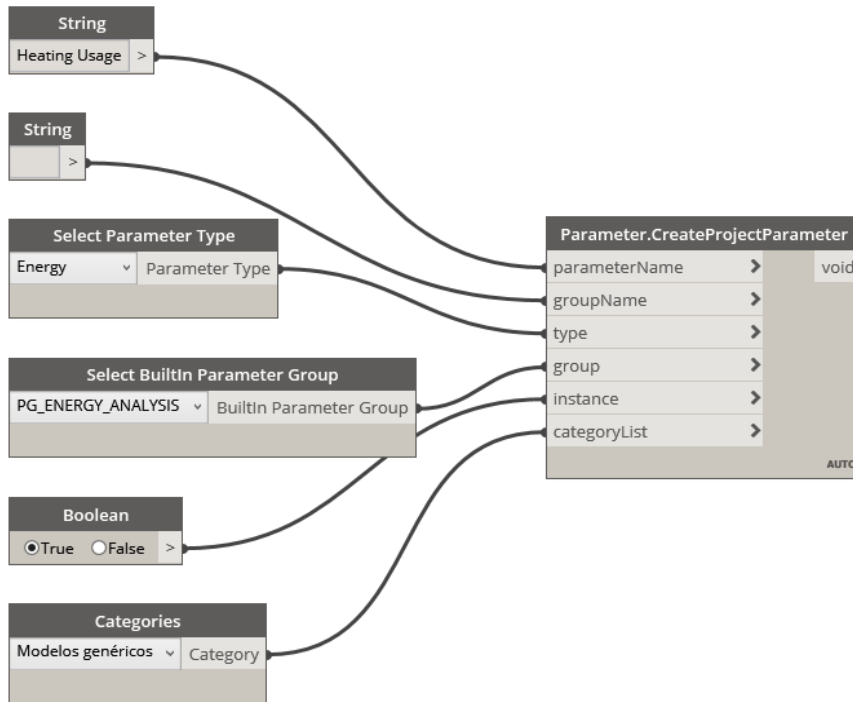 String
Heating Usage >
String
>
Select Parameter Type
Energy Parameter Type
Select BuiltIn Parameter Group
PG_ENERGY_ANALYSIS BuiltIn Parameter Group
Boolean
True False >
Categories
Modelos genéricos Category
Parameter.CreateProjectParameter
parameterName > void
groupName >
type >
group >
instance >
categoryList >
AUTO